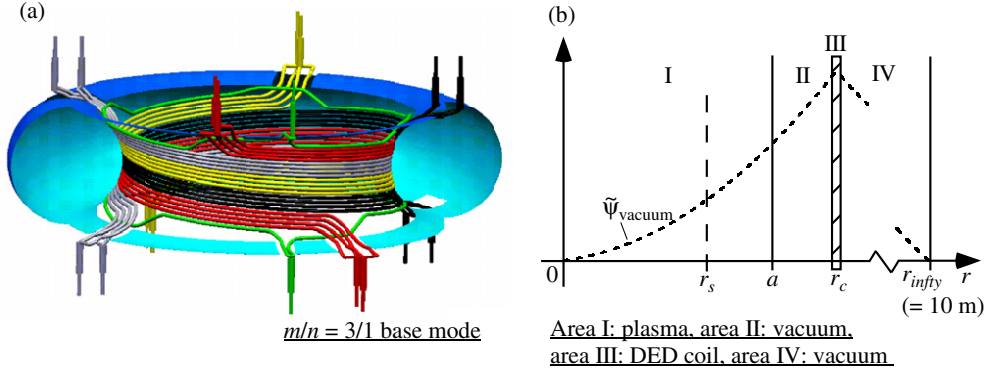 (a)
m/n = 3/1 base mode
(b)
III
I
II
IV
ψ̃vacuum
0
rs
a
rc
rinfty
r
(= 10 m)
Area I: plasma, area II: vacuum,
area III: DED coil, area IV: vacuum